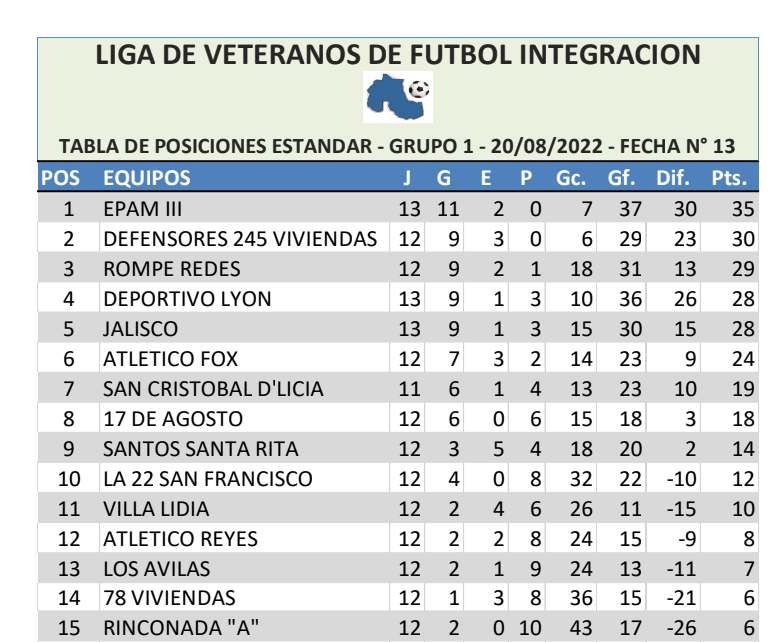 LIGA DE VETERANOS DE FUTBOL INTEGRACION
TABLA DE POSICIONES ESTANDAR - GRUPO 1 - 20/08/2022 - FECHA N° 13
POS EQUIPOS J G E P Gc. Gf. Dif. Pts.
1 EPAM III 13 11 2 0 7 37 30 35
2 DEFENSORES 245 VIVIENDAS 12 9 3 0 6 29 23 30
3 ROMPE REDES 12 9 2 1 18 31 13 29
4 DEPORTIVO LYON 13 9 1 3 10 36 26 28
5 JALISCO 13 9 1 3 15 30 15 28
6 ATLETICO FOX 12 7 3 2 14 23 9 24
7 SAN CRISTOBAL D'LICIA 11 6 1 4 13 23 10 19
8 17 DE AGOSTO 12 6 0 6 15 18 3 18
9 SANTOS SANTA RITA 12 3 5 4 18 20 2 14
10 LA 22 SAN FRANCISCO 12 4 0 8 32 22 -10 12
11 VILLA LIDIA 12 2 4 6 26 11 -15 10
12 ATLETICO REYES 12 2 2 8 24 15 -9 8
13 LOS AVILAS 12 2 1 9 24 13 -11 7
14 78 VIVIENDAS 12 1 3 8 36 15 -21 6
15 RINCONADA "A" 12 2 0 10 43 17 -26 6